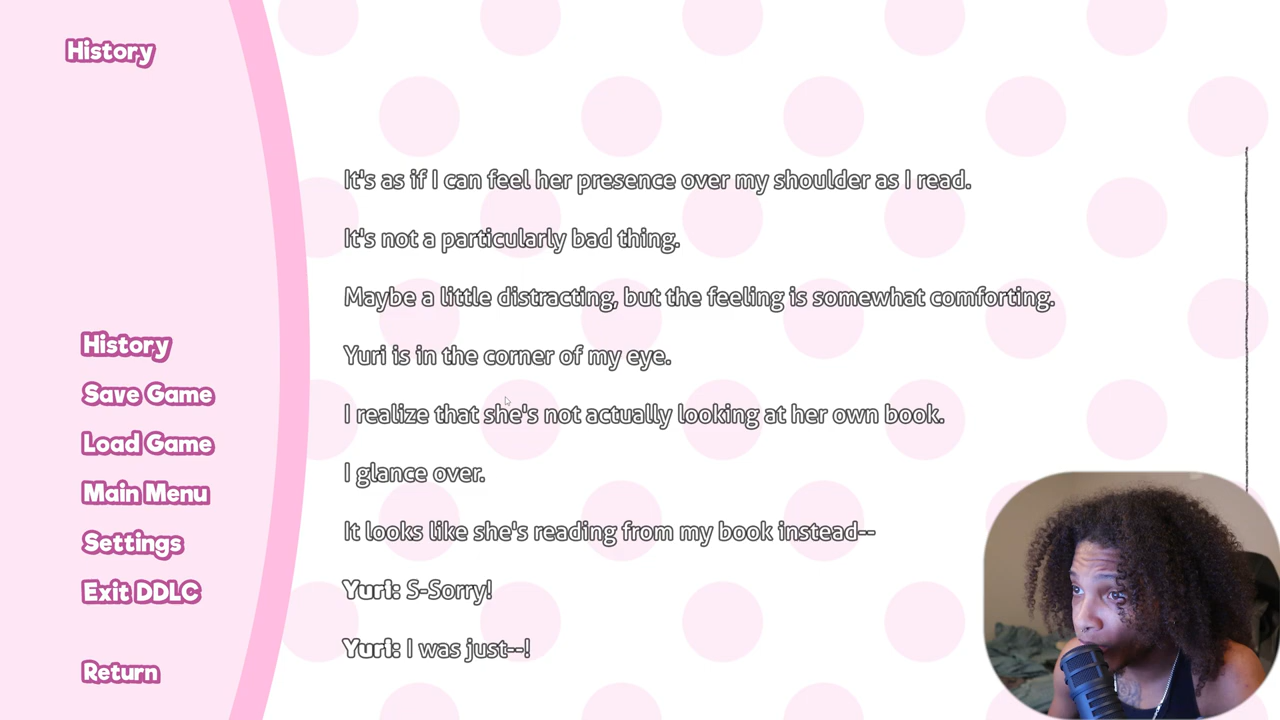 History
It's as if I can feel her presence over my shoulder as I read.
It's not a particularly bad thing.
Maybe a little distracting, but the feeling is somewhat comforting.
Yuri is in the corner of my eye.
I realize that she's not actually looking at her own book.
I glance over.
It looks like she's reading from my book instead--
Yuri: S-Sorry!
Yuri: I was just--!
History
Save Game
Load Game
Main Menu
Settings
Exit DDLC
Return